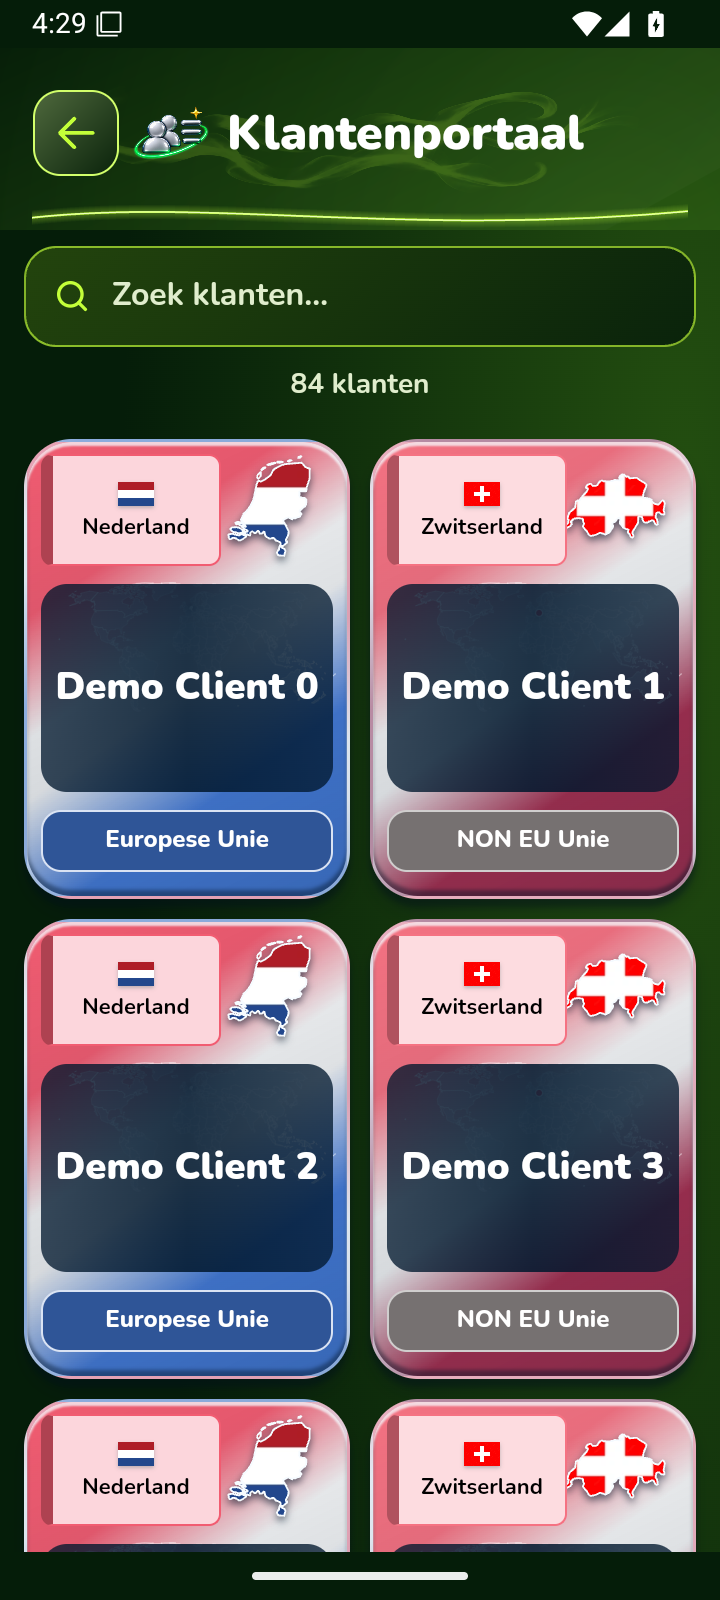 4:29
Klantenportaal
Zoek klanten...
84 klanten
Nederland
Demo Client 0
Europese Unie
Zwitserland
Demo Client 1
NON EU Unie
Nederland
Demo Client 2
Europese Unie
Zwitserland
Demo Client 3
NON EU Unie
Nederland
Zwitserland